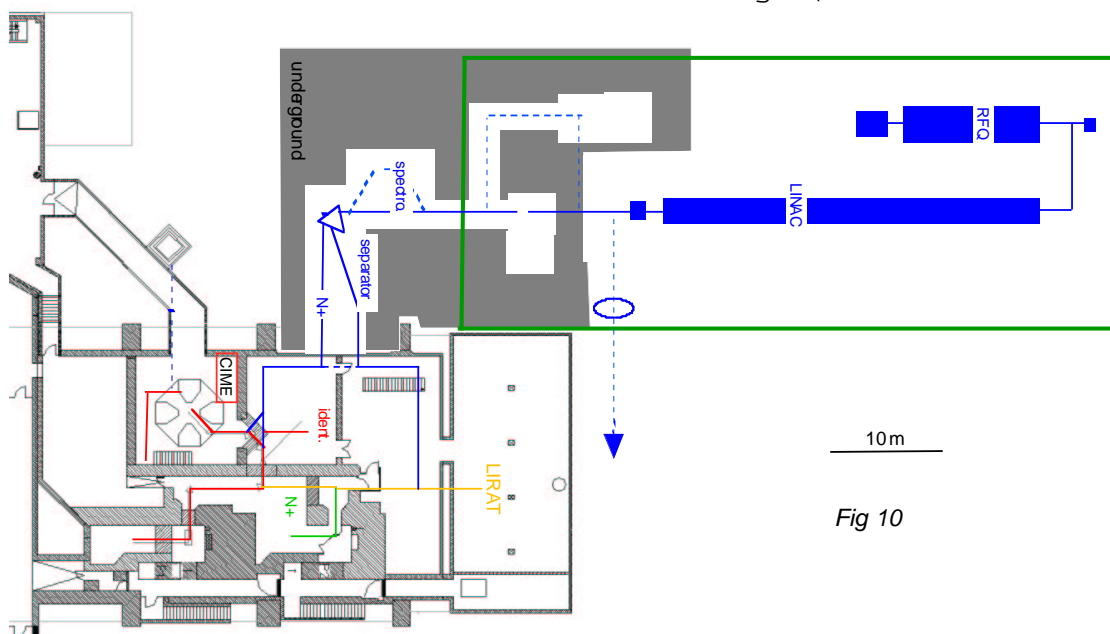 underground
RFQ
spectro.
LINAC
separator
N+
CIME
ident.
10 m
LIRAT
N+
Fig 10